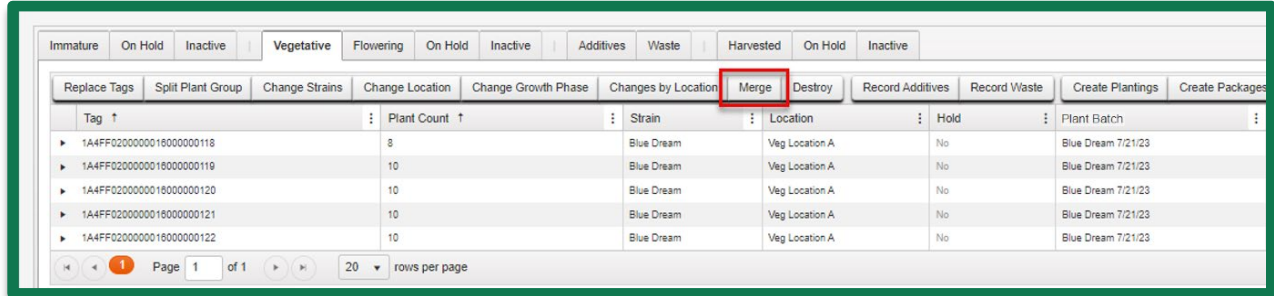 Immature On Hold Inactive | Vegetative Flowering On Hold Inactive | Additives Waste | Harvested On Hold Inactive
Replace Tags Split Plant Group Change Strains Change Location Change Growth Phase Changes by Location Merge Destroy Record Additives Record Waste Create Plantings Create Packages
Tag ↑ Plant Count ↑ Strain Location Hold Plant Batch
1A4FF0200000016000000118 8 Blue Dream Veg Location A No Blue Dream 7/21/23
1A4FF0200000016000000119 10 Blue Dream Veg Location A No Blue Dream 7/21/23
1A4FF0200000016000000120 10 Blue Dream Veg Location A No Blue Dream 7/21/23
1A4FF0200000016000000121 10 Blue Dream Veg Location A No Blue Dream 7/21/23
1A4FF0200000016000000122 10 Blue Dream Veg Location A No Blue Dream 7/21/23
1 Page 1 of 1 20 rows per page